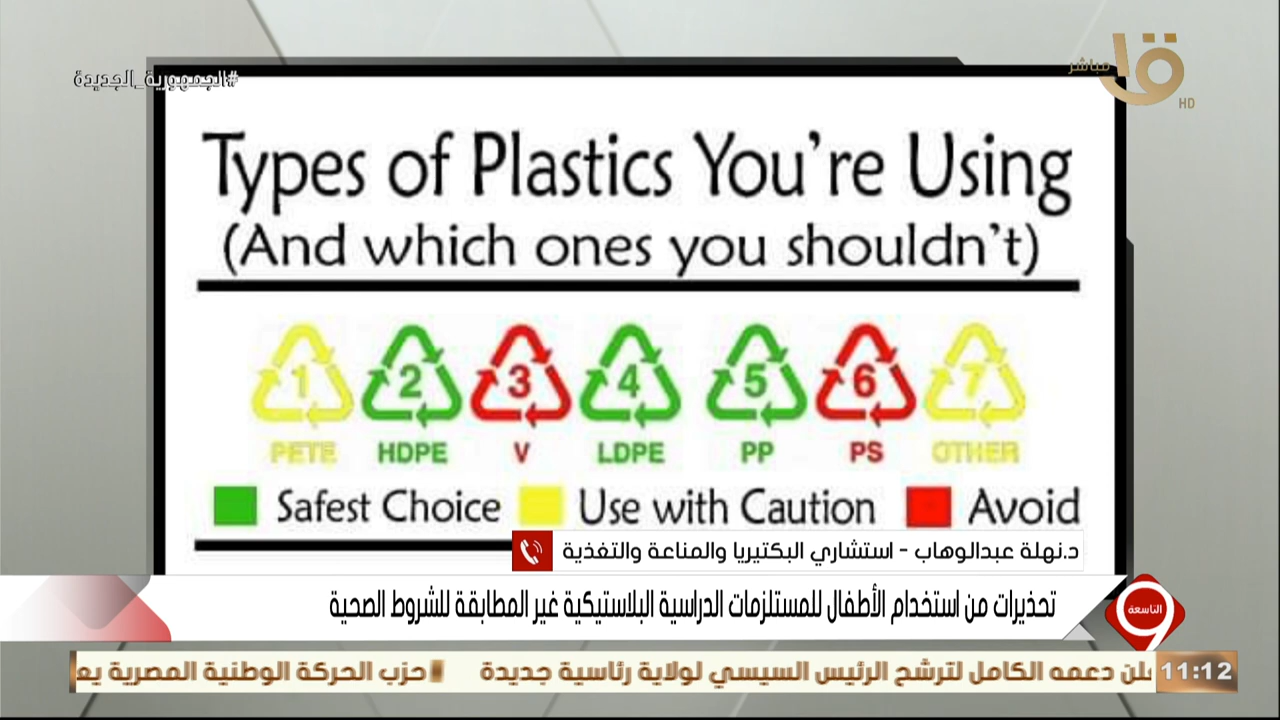 #الجمهورية_الجديدة
مباشر
HD
Types of Plastics You're Using
(And which ones you shouldn't)
1 2 3 4 5 6 7
PETE HDPE V LDPE PP PS OTHER
Safest Choice Use with Caution Avoid
د.نهلة عبدالوهاب - استشاري البكتيريا والمناعة والتغذية
تحذيرات من استخدام الأطفال للمستلزمات الدراسية البلاستيكية غير المطابقة للشروط الصحية
التاسعة
9
دعمه الكامل لترشح الرئيس السيسي لولاية رئاسية جديدة حزب الحركة الوطنية المصرية
11:12